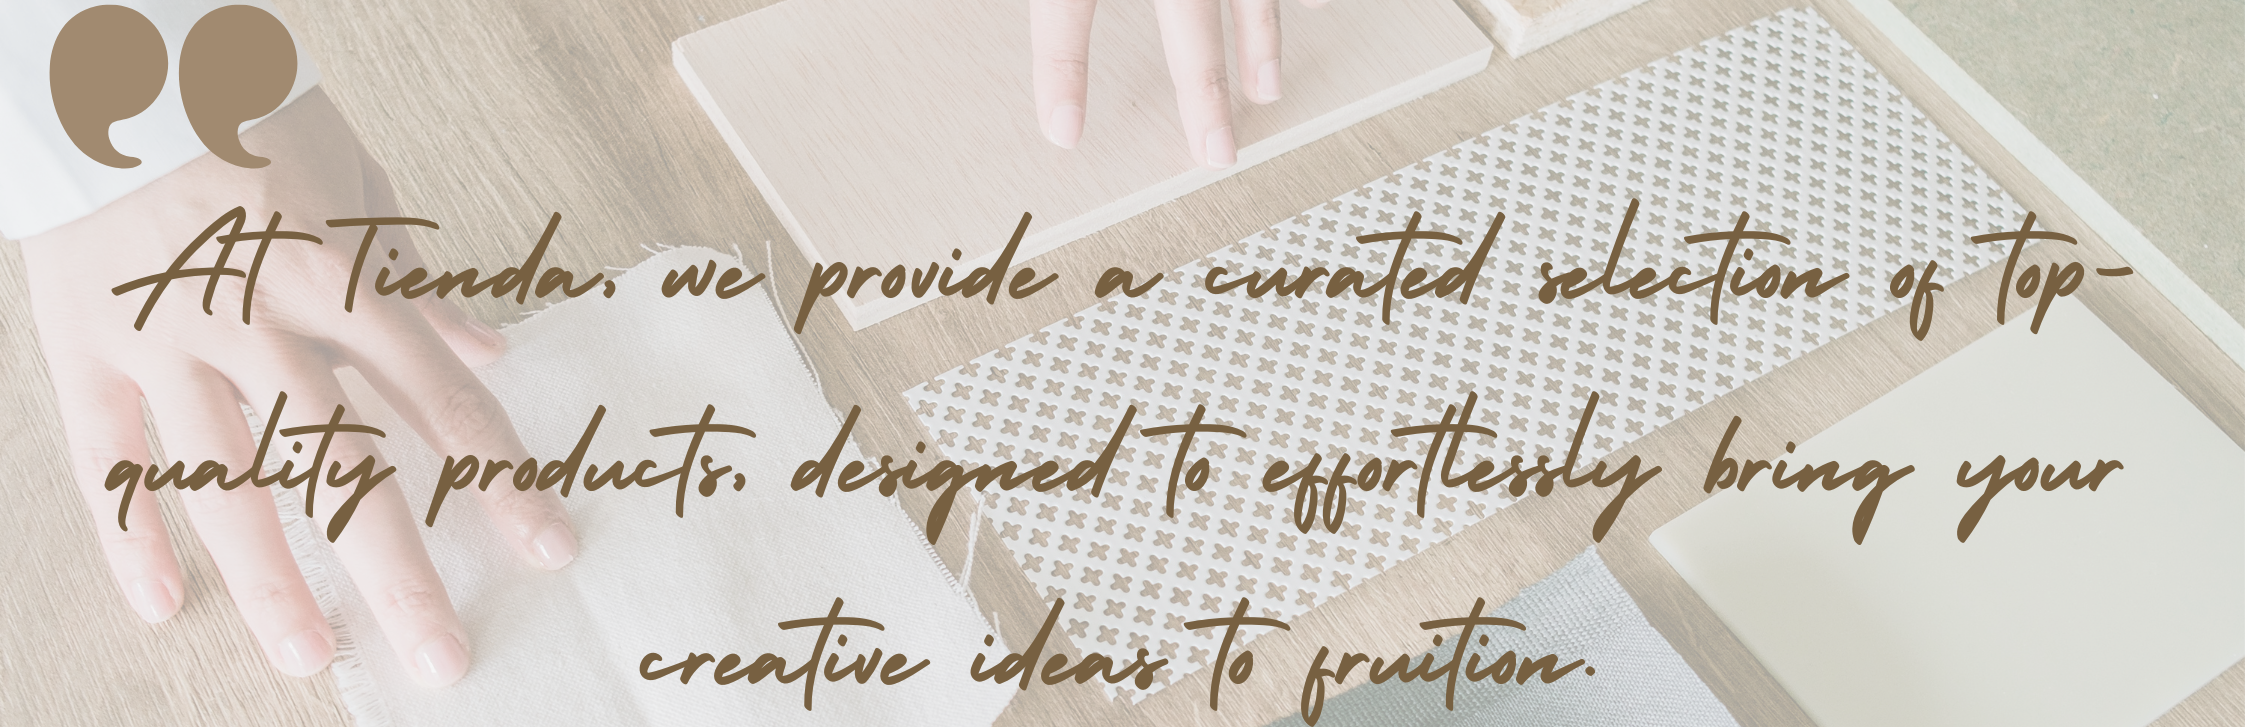 At Tienda, we provide a curated selection of top-
quality products, designed to effortlessly bring your
creative ideas to fruition.